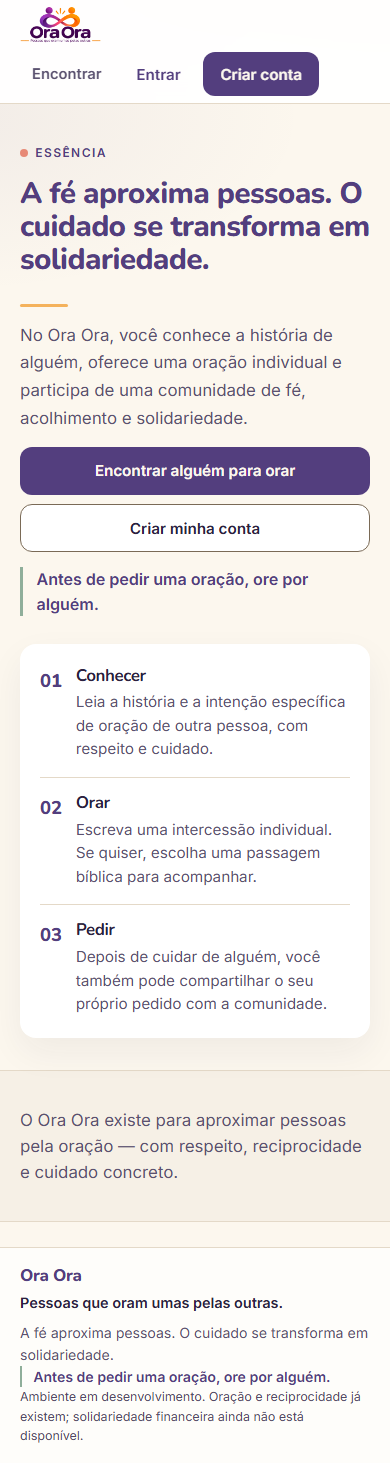 Ora Ora
Encontrar
Entrar
Criar conta
ESSÊNCIA
A fé aproxima pessoas. O
cuidado se transforma em
solidariedade.
No Ora Ora, você conhece a história de
alguém, oferece uma oração individual e
participa de uma comunidade de fé,
acolhimento e solidariedade.
Encontrar alguém para orar
Criar minha conta
Antes de pedir uma oração, ore por
alguém.
01
Conhecer
Leia a história e a intenção específica
de oração de outra pessoa, com
respeito e cuidado.
02
Orar
Escreva uma intercessão individual.
Se quiser, escolha uma passagem
bíblica para acompanhar.
03
Pedir
Depois de cuidar de alguém, você
também pode compartilhar o seu
próprio pedido com a comunidade.
O Ora Ora existe para aproximar pessoas
pela oração — com respeito, reciprocidade
e cuidado concreto.
Ora Ora
Pessoas que oram umas pelas outras.
A fé aproxima pessoas. O cuidado se transforma em
solidariedade.
Antes de pedir uma oração, ore por alguém.
Ambiente em desenvolvimento. Oração e reciprocidade já
existem; solidariedade financeira ainda não está
disponível.